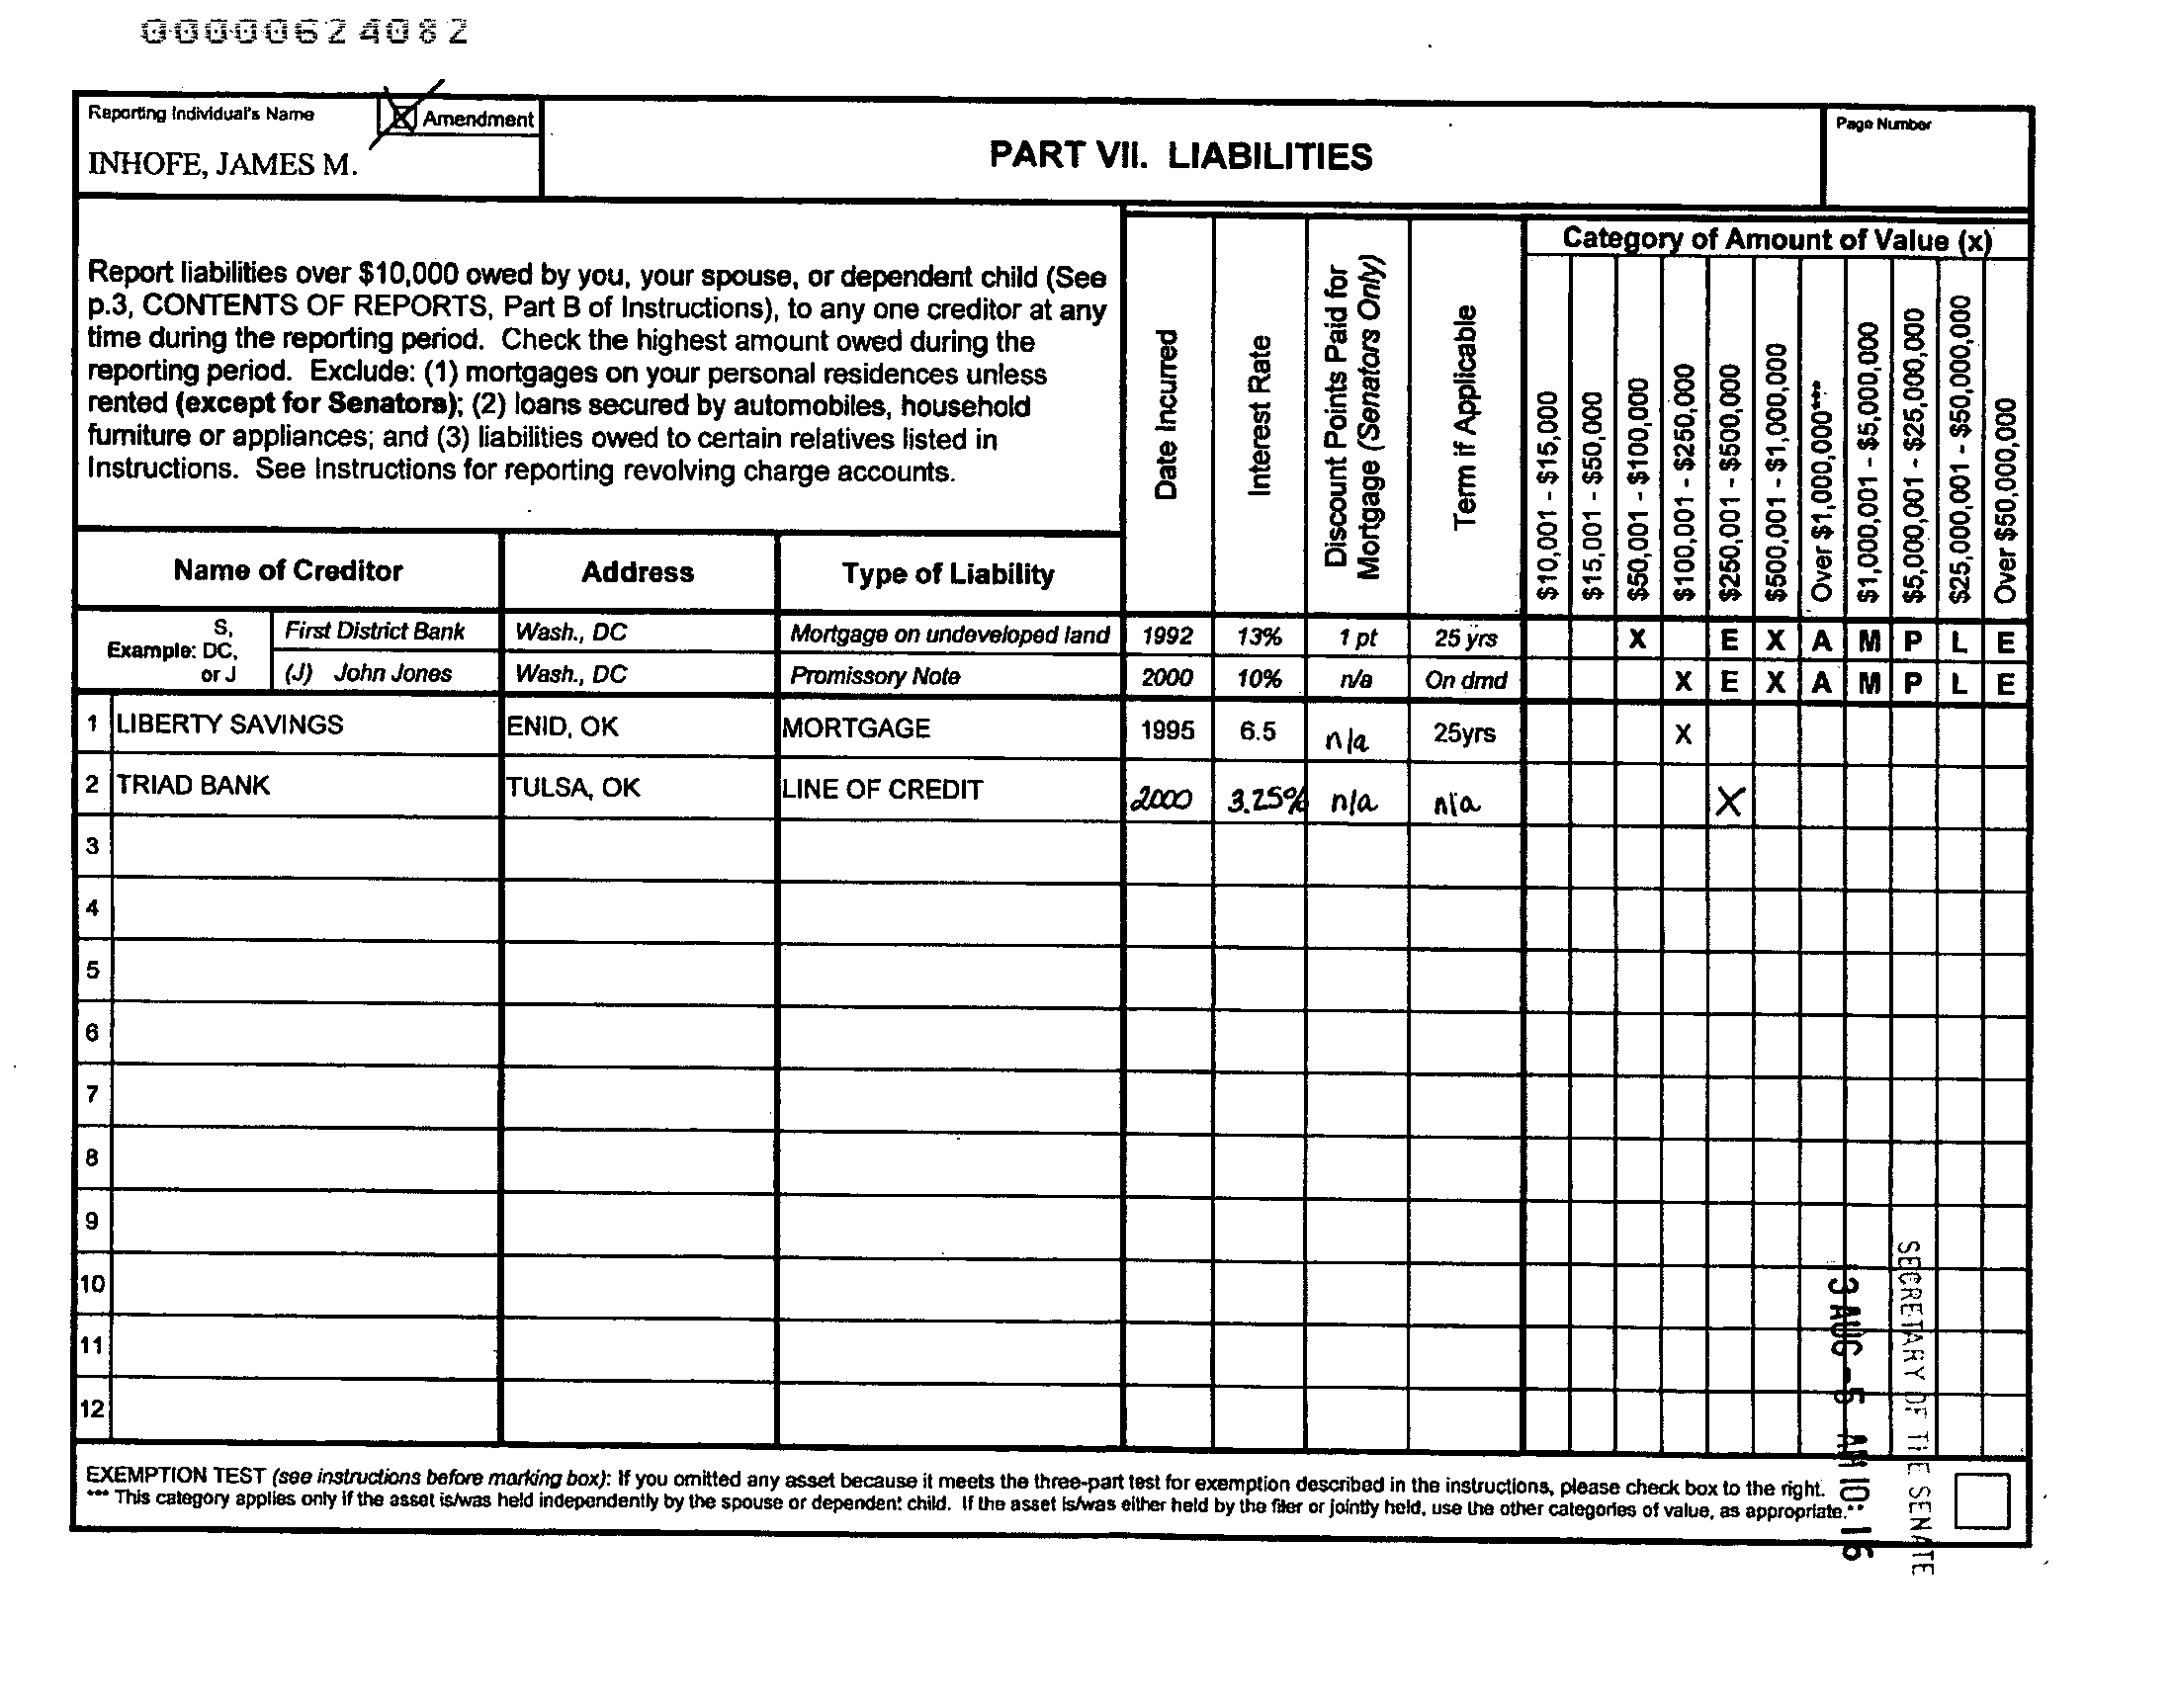 00000624082
Reporting Individual's Name
Amendment
INHOFE, JAMES M.
PART VII. LIABILITIES
Page Number
Report liabilities over $10,000 owed by you, your spouse, or dependent child (See
p.3, CONTENTS OF REPORTS, Part B of Instructions), to any one creditor at any
time during the reporting period. Check the highest amount owed during the
reporting period. Exclude: (1) mortgages on your personal residences unless
rented (except for Senators); (2) loans secured by automobiles, household
furniture or appliances; and (3) liabilities owed to certain relatives listed in
Instructions. See Instructions for reporting revolving charge accounts.
Name of Creditor
Address
Type of Liability
Date Incurred
Interest Rate
Discount Points Paid for
Mortgage (Senators Only)
Term if Applicable
Category of Amount of Value (x)
$10,001 - $15,000
$15,001 - $50,000
$50,001 - $100,000
$100,001 - $250,000
$250,001 - $500,000
$500,001 - $1,000,000
Over $1,000,000***
$1,000,001 - $5,000,000
$5,000,001 - $25,000,000
$25,000,001 - $50,000,000
Over $50,000,000
Example: S, DC, or J
First District Bank Wash., DC Mortgage on undeveloped land 1992 13% 1 pt 25 yrs X E X A M P L E
(J) John Jones Wash., DC Promissory Note 2000 10% n/a On dmd X E X A M P L E
1 LIBERTY SAVINGS ENID, OK MORTGAGE 1995 6.5 n/a 25yrs X
2 TRIAD BANK TULSA, OK LINE OF CREDIT 2000 3.25% n/a n/a X
3
4
5
6
7
8
9
10
11
12
EXEMPTION TEST (see instructions before marking box): If you omitted any asset because it meets the three-part test for exemption described in the instructions, please check box to the right.
*** This category applies only if the asset is/was held independently by the spouse or dependent child. If the asset is/was either held by the filer or jointly held, use the other categories of value, as appropriate.
SECRETARY OF THE SENATE
3 AUG -5 AM 10: 16